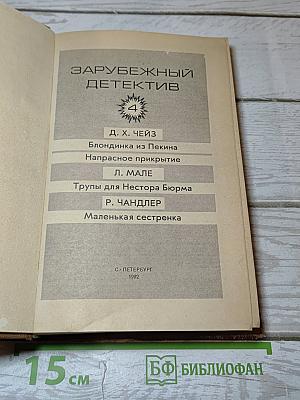 ЗАРУБЕЖНЫЙ
ДЕТЕКТИВ
4
Д. Х. ЧЕЙЗ
Блондинка из Пекина
Напрасное прикрытие
Л. МАЛЕ
Трупы для Нестора Бюрма
Р. ЧАНДЛЕР
Маленькая сестренка
С-ПЕТЕРБУРГ
1992
15 см
БФ БИБЛИОФАН